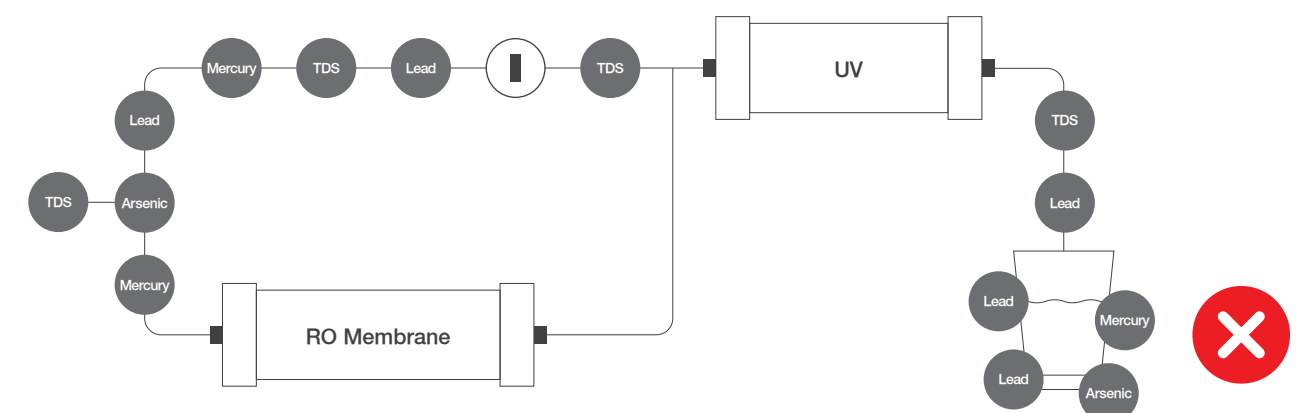 Mercury
TDS
Lead
TDS
UV
Lead
TDS
TDS
Arsenic
Lead
Mercury
Lead
Mercury
RO Membrane
Lead
Arsenic